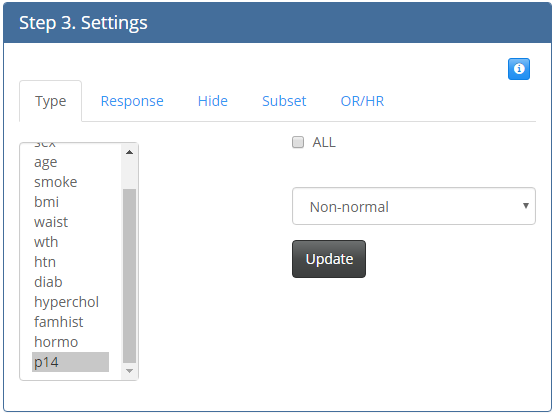 Step 3. Settings
Type Response Hide Subset OR/HR
sex
age
smoke
bmi
waist
wth
htn
diab
hyperchol
famhist
hormo
p14
ALL
Non-normal
Update